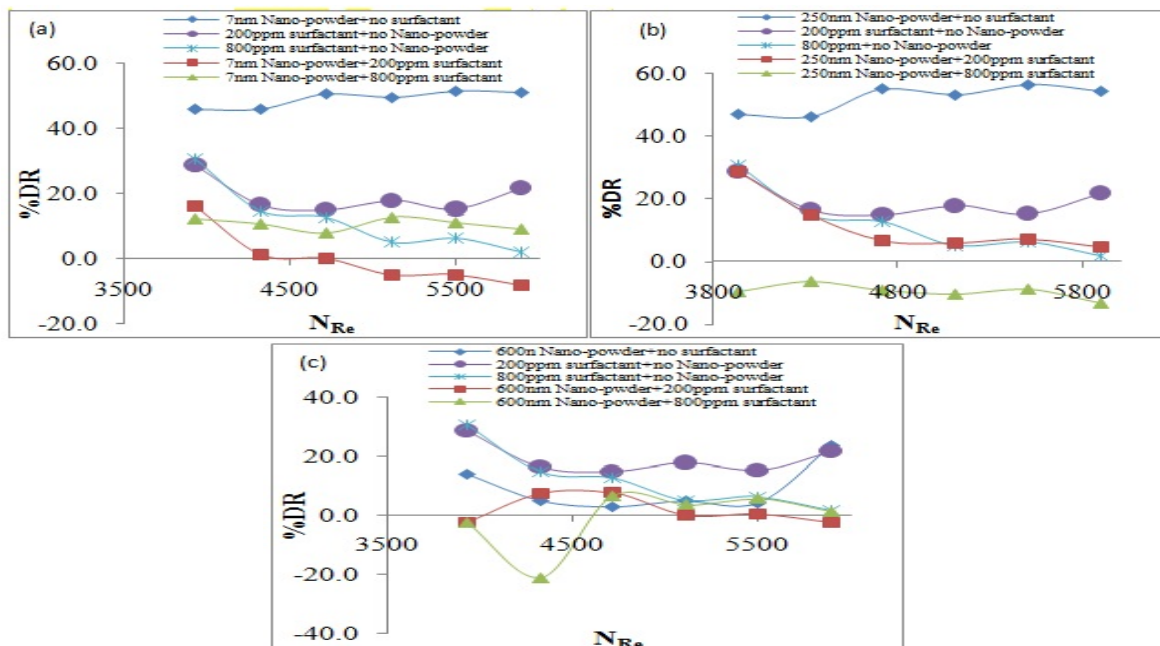 (a)
7nm Nano-powder+no surfactant
200ppm surfactant+no Nano-powder
800ppm surfactant+no Nano-powder
7nm Nano-powder+200ppm surfactant
7nm Nano-powder+800ppm surfactant
60.0
40.0
20.0
0.0
-20.0
%DR
3500
4500
5500
NRe
(b)
250nm Nano-powder+no surfactant
200ppm surfactant+no Nano-powder
800ppm+no Nano-powder
250nm Nano-powder+200ppm surfactant
250nm Nano-powder+800ppm surfactant
60.0
40.0
20.0
0.0
-20.0
%DR
3800
4800
5800
NRe
(c)
600n Nano-powder+no surfactant
200ppm surfactant+no Nano-powder
800ppm surfactant+no Nano-powder
600nm Nano-pwder+200ppm surfactant
600nm Nano-powder+800ppm surfactant
40.0
20.0
0.0
-20.0
-40.0
%DR
3500
4500
5500
NRe